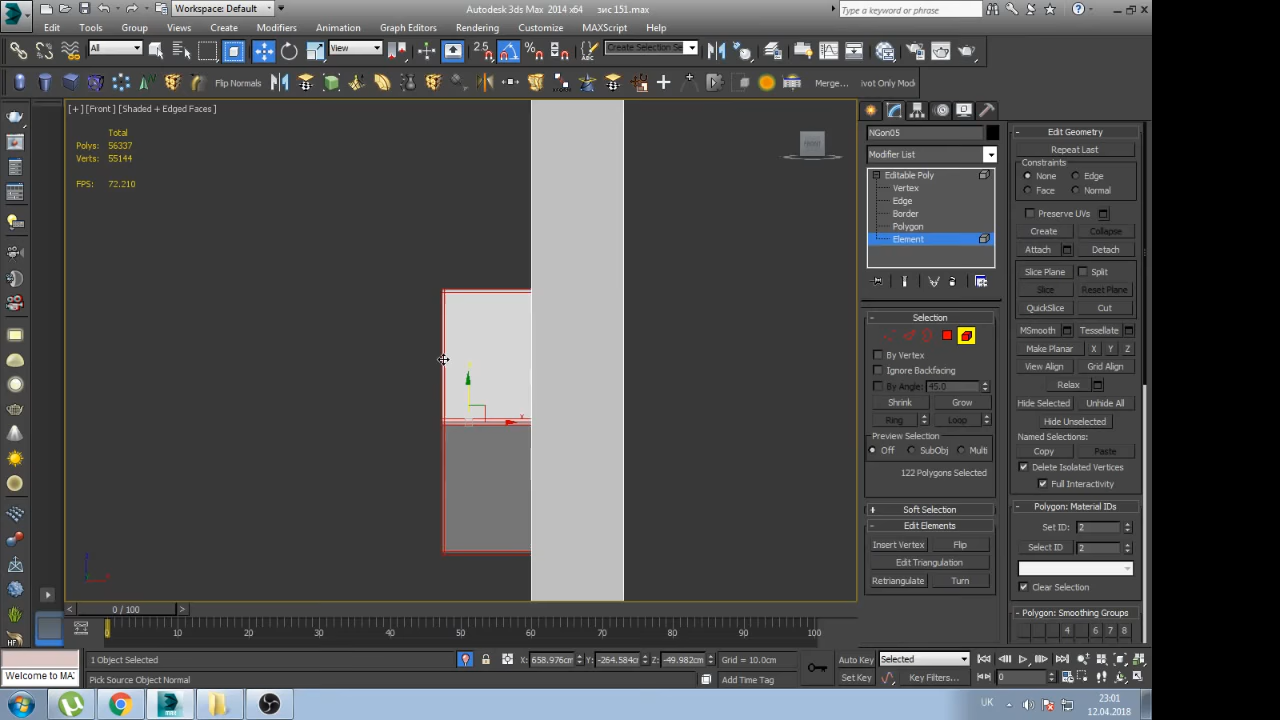 Workspace: Default
Autodesk 3ds Max 2014 x64
зис 151.max
Type a keyword or phrase
Edit Tools Group Views Create Modifiers Animation Graph Editors Rendering Customize MAXScript Help
All View 2.5 Create Selection Se
Flip Normals Merge... ivot Only Mod
[+] [Front] [Shaded + Edged Faces]
Total
Polys: 56337
Verts: 55144
FPS: 72.210
x
NGon05
Modifier List
Editable Poly
Vertex
Edge
Border
Polygon
Element
Selection
By Vertex
Ignore Backfacing
By Angle: 45.0
Shrink Grow
Ring Loop
Preview Selection
Off SubObj Multi
122 Polygons Selected
Soft Selection
Edit Elements
Insert Vertex Flip
Edit Triangulation
Retriangulate Turn
Edit Geometry
Repeat Last
Constraints
None Edge
Face Normal
Preserve UVs
Create Collapse
Attach Detach
Slice Plane Split
Slice Reset Plane
QuickSlice Cut
MSmooth Tessellate
Make Planar X Y Z
View Align Grid Align
Relax
Hide Selected Unhide All
Hide Unselected
Named Selections:
Copy Paste
Delete Isolated Vertices
Full Interactivity
Polygon: Material IDs
Set ID: 2
Select ID 2
Clear Selection
Polygon: Smoothing Groups
4 6 7 8
0 / 100
0 10 20 30 40 50 60 70 80 90 100
1 Object Selected X: 658.976cm Y: -264.584cm Z: -49.982cm Grid = 10.0cm Auto Key Selected
Welcome to MA
Pick Source Object Normal Add Time Tag Set Key Key Filters... 0
UK 23:01
12.04.2018